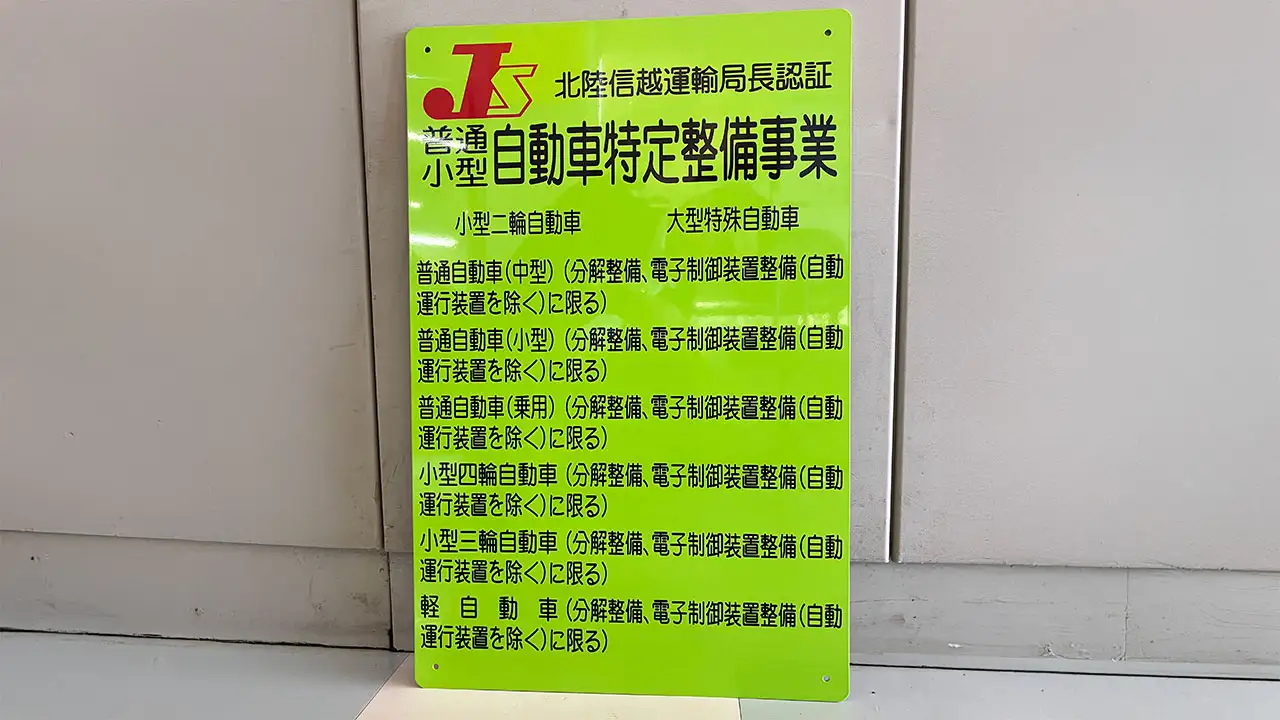 JS 北陸信越運輸局長認証
普通
小型 自動車特定整備事業
小型二輪自動車 大型特殊自動車
普通自動車(中型) (分解整備、電子制御装置整備(自動
運行装置を除く)に限る)
普通自動車(小型) (分解整備、電子制御装置整備(自動
運行装置を除く)に限る)
普通自動車(乗用) (分解整備、電子制御装置整備(自動
運行装置を除く)に限る)
小型四輪自動車 (分解整備、電子制御装置整備(自動
運行装置を除く)に限る)
小型三輪自動車 (分解整備、電子制御装置整備(自動
運行装置を除く)に限る)
軽自動車 (分解整備、電子制御装置整備(自動
運行装置を除く)に限る)